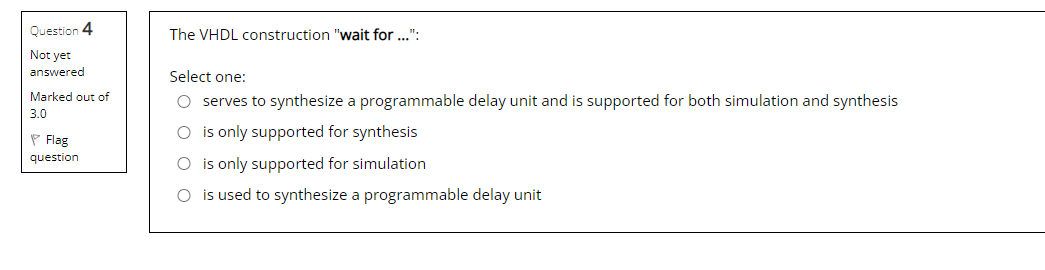 Question 4
Not yet
answered
Marked out of
3.0
Flag
question
The VHDL construction "wait for ...":
Select one:
serves to synthesize a programmable delay unit and is supported for both simulation and synthesis
is only supported for synthesis
is only supported for simulation
is used to synthesize a programmable delay unit